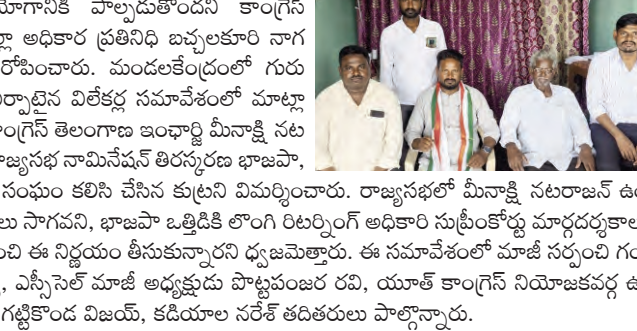 యోగానికి పాల్పడుతోందని కాంగ్రెస్
ల్లా అధికార ప్రతినిధి బచ్చలకూరి నాగ
రోపించారు. మండలకేంద్రంలో గురు
ర్పాటైన విలేకర్ల సమావేశంలో మాట్లా
కాంగ్రెస్ తెలంగాణ ఇంఛార్జి మీనాక్షి నట
రాజ్యసభ నామినేషన్ తిరస్కరణ భాజపా,
సంఘం కలిసి చేసిన కుట్రని విమర్శించారు. రాజ్యసభలో మీనాక్షి నటరాజన్ ఉం
లు సాగవని, భాజపా ఒత్తిడికి లొంగి రిటర్నింగ్ అధికారి సుప్రీంకోర్టు మార్గదర్శకాల
ంచి ఈ నిర్ణయం తీసుకున్నారని ధ్వజమెత్తారు. ఈ సమావేశంలో మాజీ సర్పంచి గం
ఎస్సీసెల్ మాజీ అధ్యక్షుడు పొట్టపంజర రవి, యూత్ కాంగ్రెస్ నియోజకవర్గ ఉ
గట్టికొండ విజయ్, కడియాల నరేశ్ తదితరులు పాల్గొన్నారు.